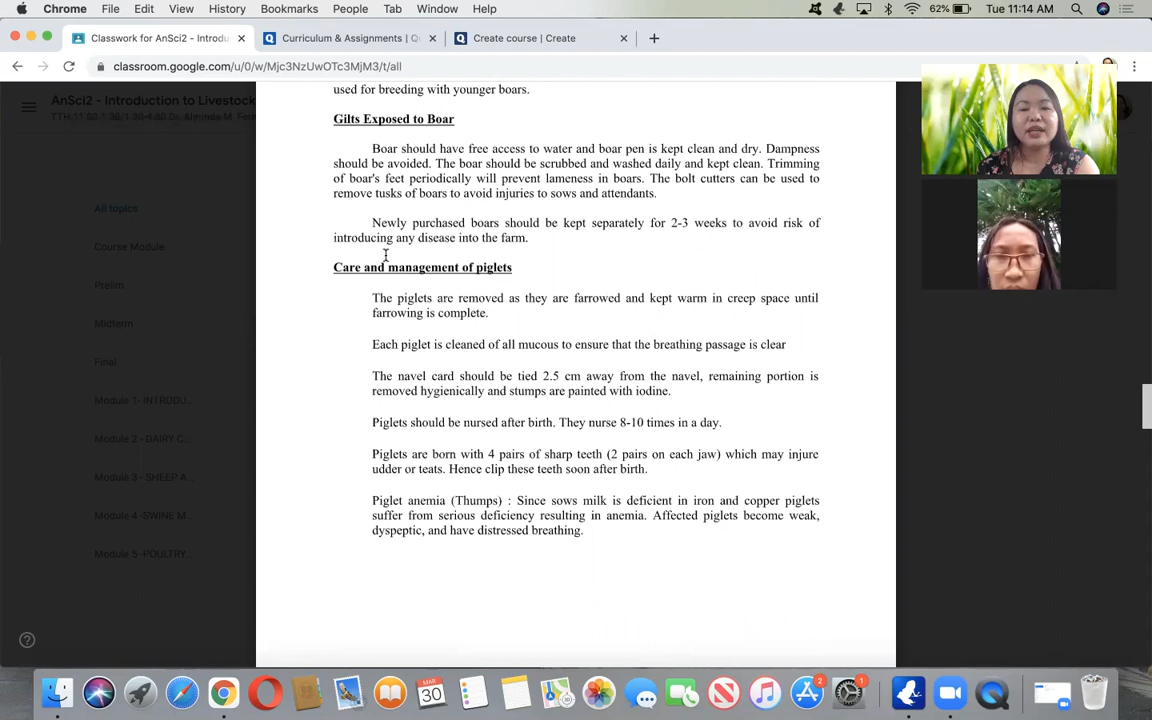 Chrome File Edit View History Bookmarks People Tab Window Help 62% Tue 11:14 AM
Classwork for AnSci2 - Introdu Curriculum & Assignments | Q Create course | Create
classroom.google.com/u/0/w/Mjc3NzUwOTc3MjM3/t/all
AnSci2 - Introduction to Livestock
used for breeding with younger boars.
Gilts Exposed to Boar
Boar should have free access to water and boar pen is kept clean and dry. Dampness
should be avoided. The boar should be scrubbed and washed daily and kept clean. Trimming
of boar's feet periodically will prevent lameness in boars. The bolt cutters can be used to
remove tusks of boars to avoid injuries to sows and attendants.
Newly purchased boars should be kept separately for 2-3 weeks to avoid risk of
introducing any disease into the farm.
Care and management of piglets
The piglets are removed as they are farrowed and kept warm in creep space until
farrowing is complete.
Each piglet is cleaned of all mucous to ensure that the breathing passage is clear
The navel card should be tied 2.5 cm away from the navel, remaining portion is
removed hygienically and stumps are painted with iodine.
Piglets should be nursed after birth. They nurse 8-10 times in a day.
Piglets are born with 4 pairs of sharp teeth (2 pairs on each jaw) which may injure
udder or teats. Hence clip these teeth soon after birth.
Piglet anemia (Thumps) : Since sows milk is deficient in iron and copper piglets
suffer from serious deficiency resulting in anemia. Affected piglets become weak,
dyspeptic, and have distressed breathing.
All topics
Course Module
Prelim
Midterm
Final
Module 1- INTRODU...
Module 2 - DAIRY C...
Module 3 - SHEEP A...
Module 4 -SWINE M...
Module 5 -POULTRY...
MAR
30
2
1